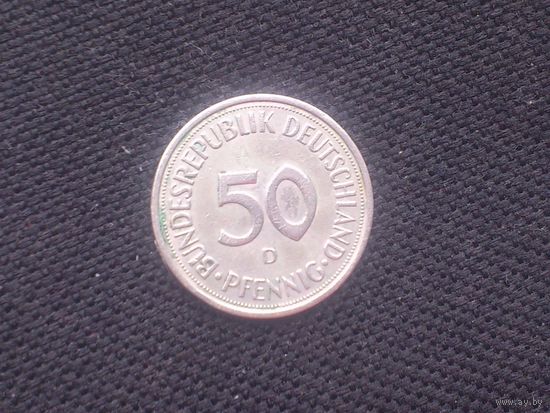 BUNDESREPUBLIK DEUTSCHLAND
50
D
· PFENNIG ·
www.ay.by